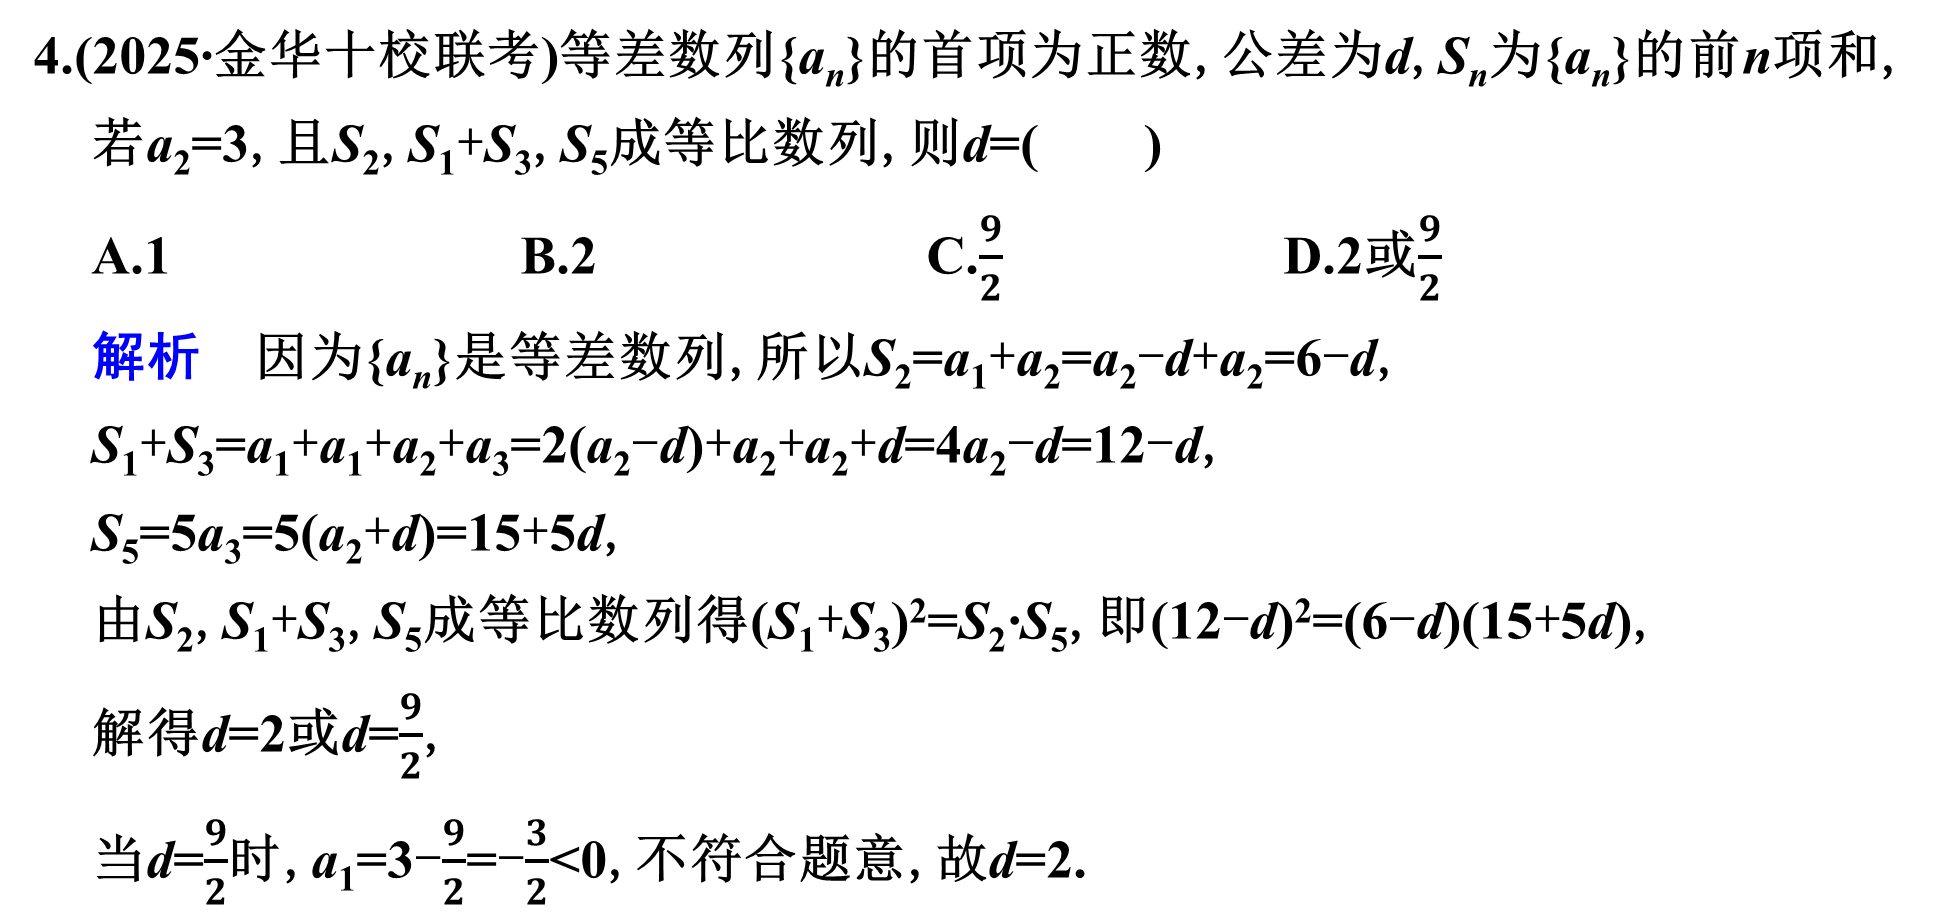 4.(2025·金华十校联考)等差数列{aₙ}的首项为正数, 公差为d, Sₙ为{aₙ}的前n项和,
若a₂=3, 且S₂, S₁+S₃, S₅成等比数列, 则d=(　　)
A.1　　B.2　　C.9/2　　D.2或9/2
解析　因为{aₙ}是等差数列, 所以S₂=a₁+a₂=a₂−d+a₂=6−d,
S₁+S₃=a₁+a₁+a₂+a₃=2(a₂−d)+a₂+a₂+d=4a₂−d=12−d,
S₅=5a₃=5(a₂+d)=15+5d,
由S₂, S₁+S₃, S₅成等比数列得(S₁+S₃)²=S₂·S₅, 即(12−d)²=(6−d)(15+5d),
解得d=2或d=9/2,
当d=9/2时, a₁=3−9/2=−3/2<0, 不符合题意, 故d=2.